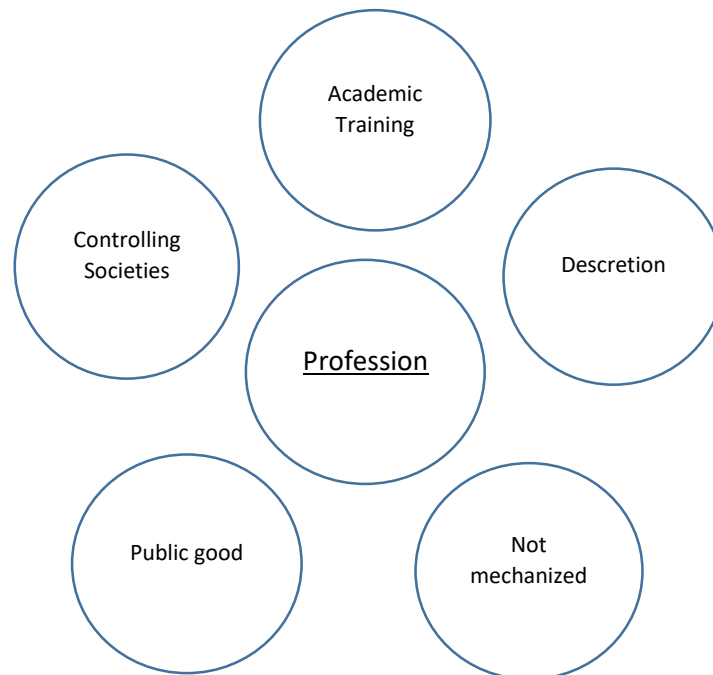 Academic
Training
Controlling
Societies
Descretion
Profession
Public good
Not
mechanized